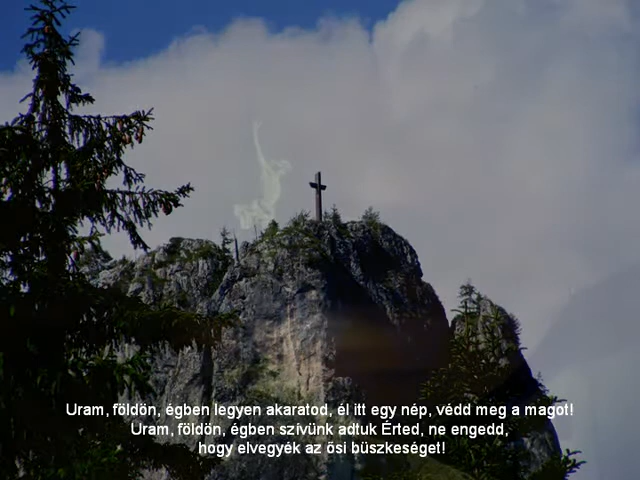 Uram, földön, égben legyen akaratod, él itt egy nép, védd meg a magot!
Uram, földön, égben szívünk adtuk Érted, ne engedd,
hogy elvegyék az ősi büszkeséget!